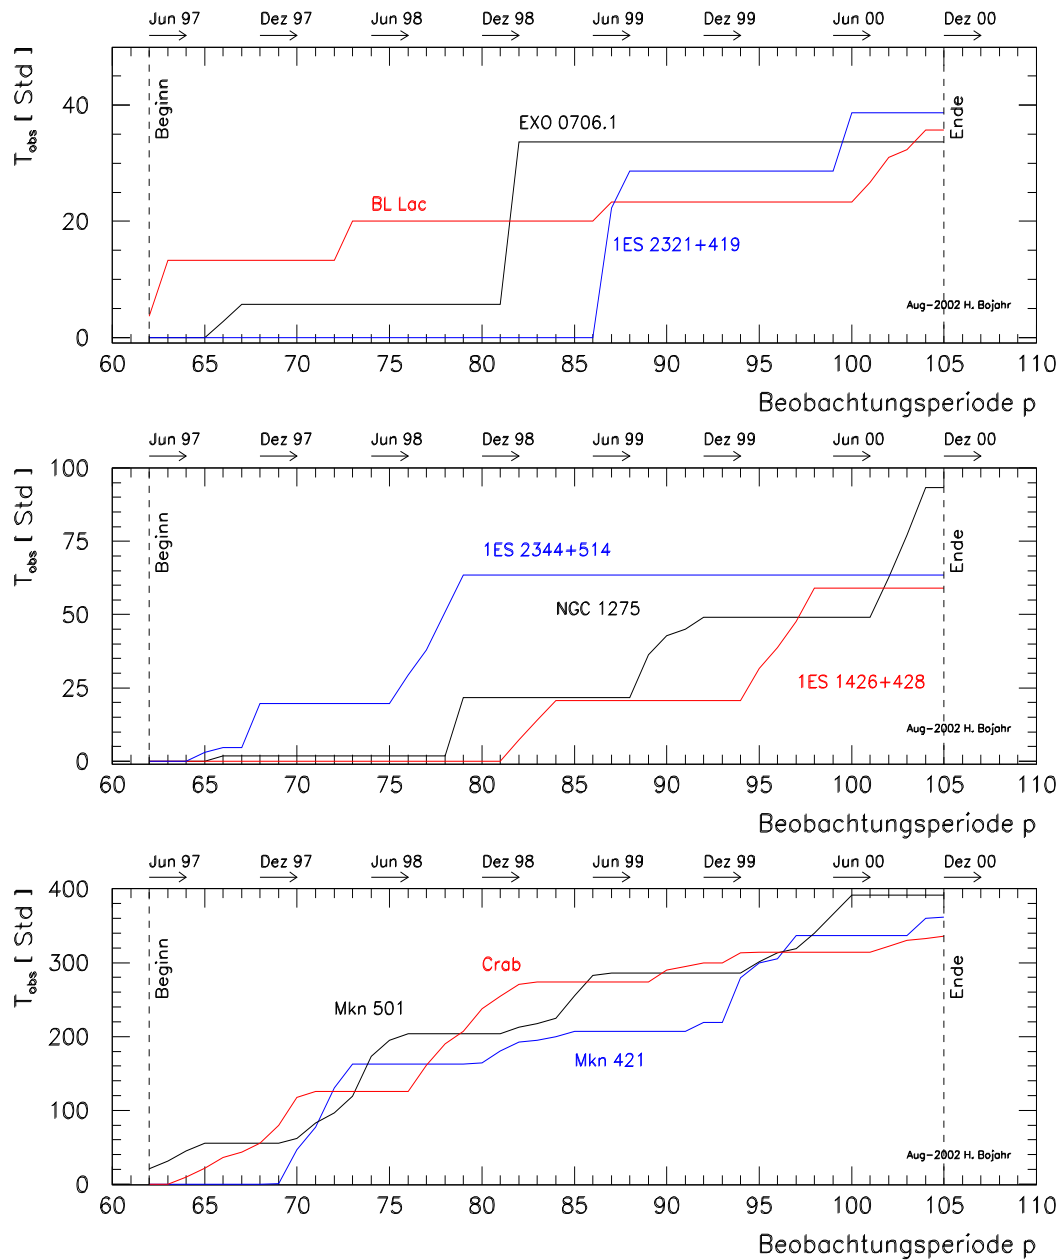 Jun 97 Dez 97 Jun 98 Dez 98 Jun 99 Dez 99 Jun 00 Dez 00
T obs [ Std ]
Beginn
Ende
40
EXO 0706.1
BL Lac
20
1ES 2321+419
Aug-2002 H. Bojahr
0
60 65 70 75 80 85 90 95 100 105 110
Beobachtungsperiode p
Jun 97 Dez 97 Jun 98 Dez 98 Jun 99 Dez 99 Jun 00 Dez 00
T obs [ Std ]
100
Beginn
Ende
75
1ES 2344+514
NGC 1275
50
1ES 1426+428
25
Aug-2002 H. Bojahr
0
60 65 70 75 80 85 90 95 100 105 110
Beobachtungsperiode p
Jun 97 Dez 97 Jun 98 Dez 98 Jun 99 Dez 99 Jun 00 Dez 00
T obs [ Std ]
400
Beginn
Ende
300
Crab
Mkn 501
200
Mkn 421
100
Aug-2002 H. Bojahr
0
60 65 70 75 80 85 90 95 100 105 110
Beobachtungsperiode p